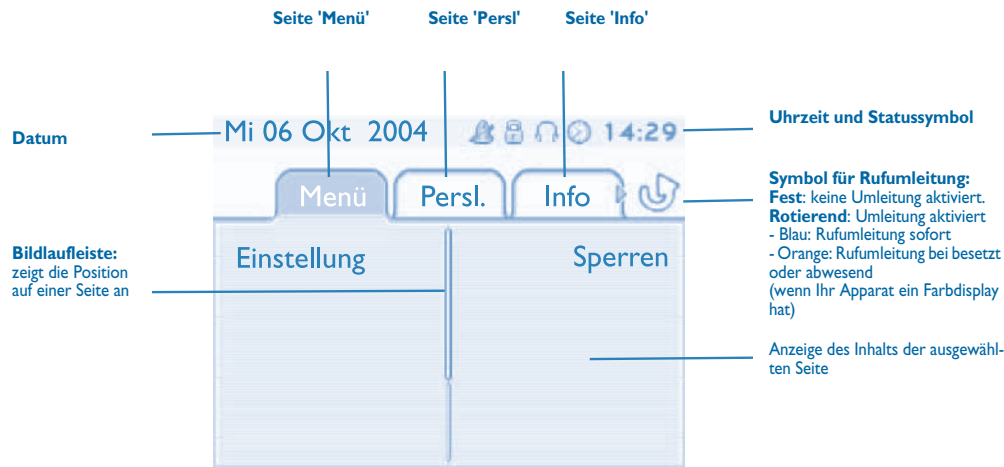 Seite 'Menü'
Seite 'Persl'
Seite 'Info'
Datum
Mi 06 Okt 2004
14:29
Uhrzeit und Statussymbol
Menü
Persl.
Info
Symbol für Rufumleitung:
Fest: keine Umleitung aktiviert.
Rotierend: Umleitung aktiviert
- Blau: Rufumleitung sofort
- Orange: Rufumleitung bei besetzt
oder abwesend
(wenn Ihr Apparat ein Farbdisplay
hat)
Bildlaufleiste:
zeigt die Position
auf einer Seite an
Einstellung
Sperren
Anzeige des Inhalts der ausgewähl-
ten Seite